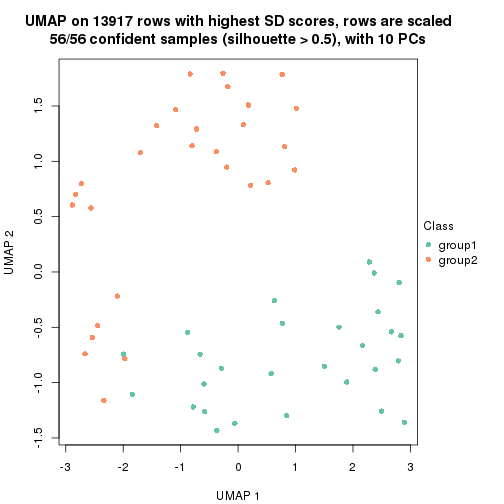 UMAP on 13917 rows with highest SD scores, rows are scaled
56/56 confident samples (silhouette > 0.5), with 10 PCs
1.5
1.0
0.5
0.0
-0.5
-1.0
-1.5
UMAP 2
-3
-2
-1
0
1
2
3
UMAP 1
Class
group1
group2